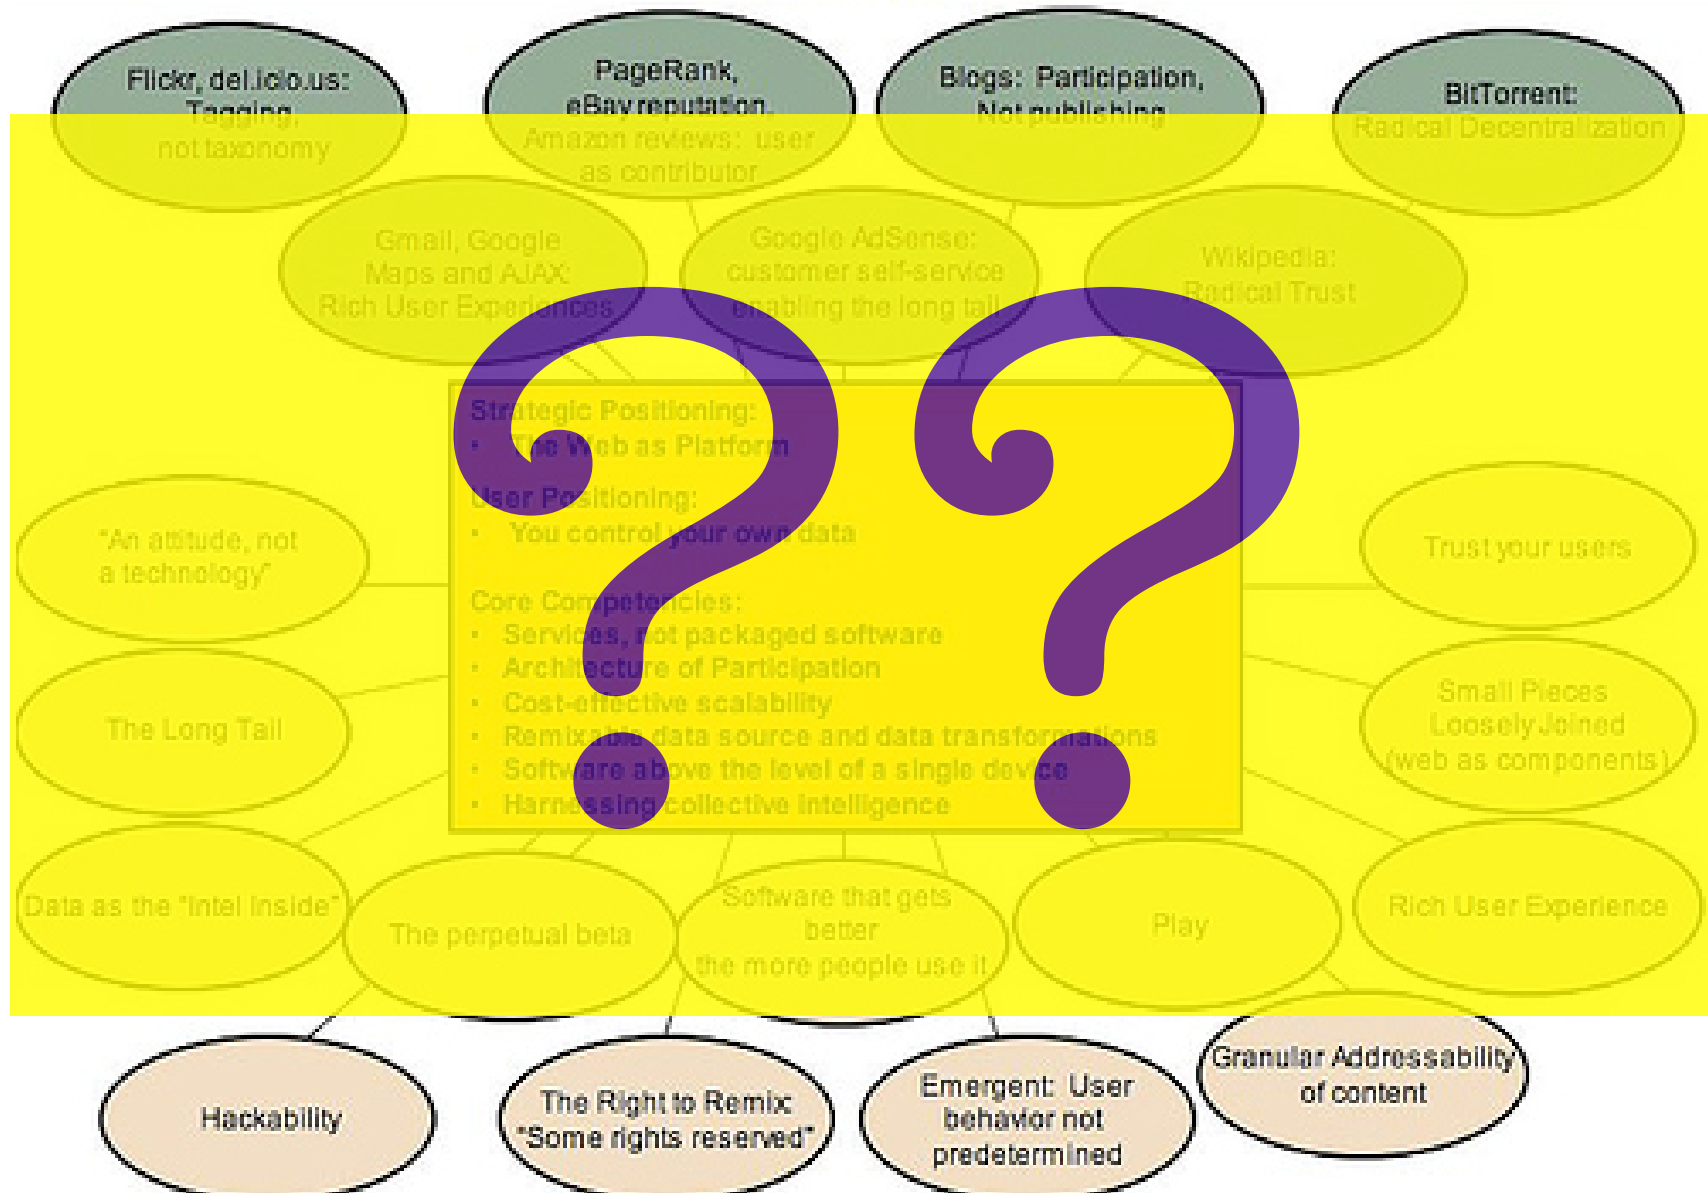 Flickr, del.icio.us:
Tagging,
not taxonomy
PageRank,
eBay reputation,
Amazon reviews: user
as contributor
Blogs: Participation,
Not publishing
BitTorrent:
Radical Decentralization
Gmail, Google
Maps and AJAX:
Rich User Experiences
Google AdSense:
customer self-service
enabling the long tail
Wikipedia:
Radical Trust
Strategic Positioning:
• The Web as Platform
User Positioning:
• You control your own data
Core Competencies:
• Services, not packaged software
• Architecture of Participation
• Cost-effective scalability
• Remixable data source and data transformations
• Software above the level of a single device
• Harnessing collective intelligence
??
"An attitude, not
a technology"
The Long Tail
Data as the "Intel Inside"
Trust your users
Small Pieces
Loosely Joined
(web as components)
Rich User Experience
The perpetual beta
Software that gets
better
the more people use it
Play
Hackability
The Right to Remix:
"Some rights reserved"
Emergent: User
behavior not
predetermined
Granular Addressability
of content